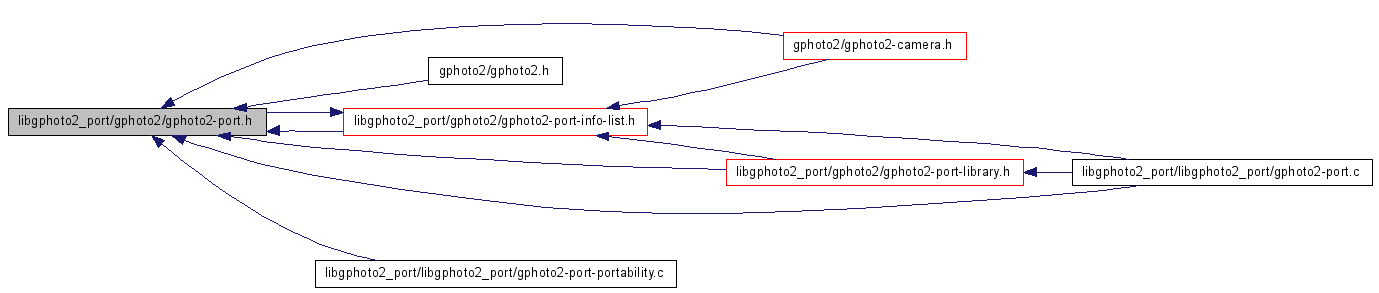 gphoto2/gphoto2-camera.h
gphoto2/gphoto2.h
libgphoto2_port/gphoto2/gphoto2-port.h
libgphoto2_port/gphoto2/gphoto2-port-info-list.h
libgphoto2_port/gphoto2/gphoto2-port-library.h
libgphoto2_port/libgphoto2_port/gphoto2-port.c
libgphoto2_port/libgphoto2_port/gphoto2-port-portability.c